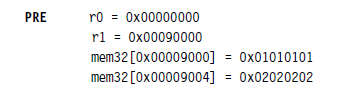 PRE r0 = 0x00000000
r1 = 0x00090000
mem32[0x00009000] = 0x01010101
mem32[0x00009004] = 0x02020202